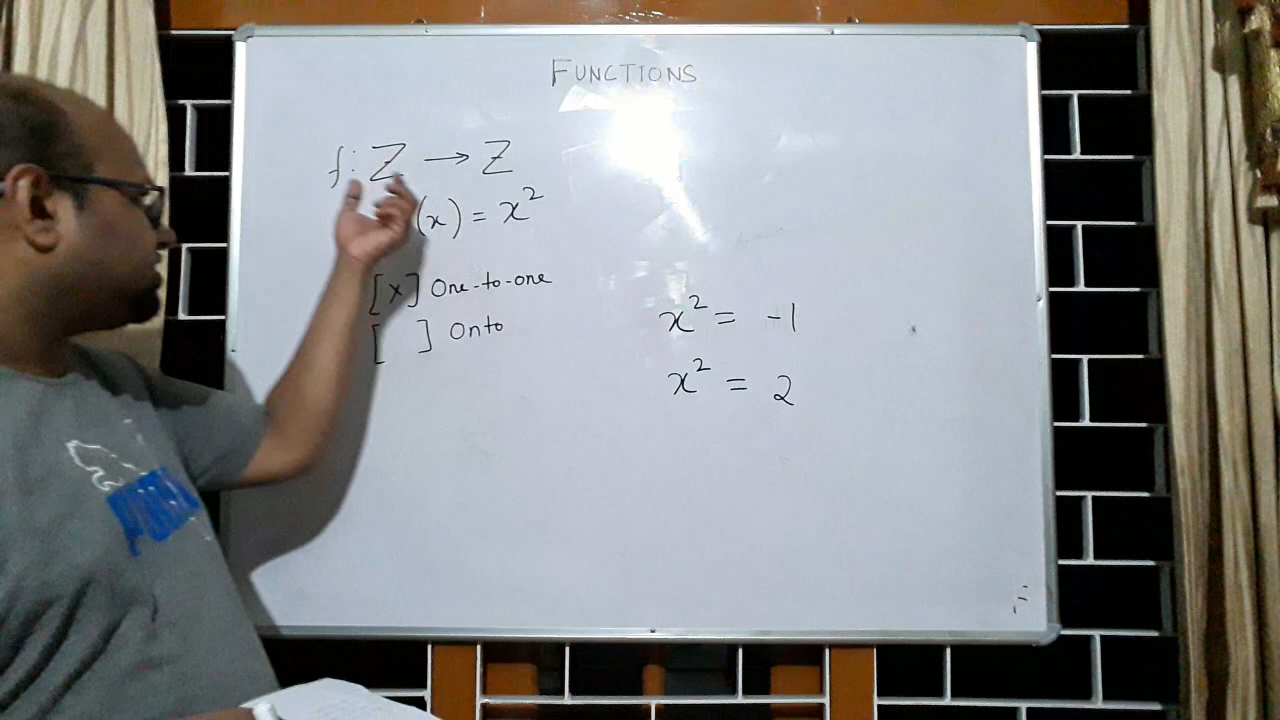 FUNCTIONS
f: Z → Z
(x) = x²
[x] One-to-one
[ ] Onto
x² = -1
x² = 2